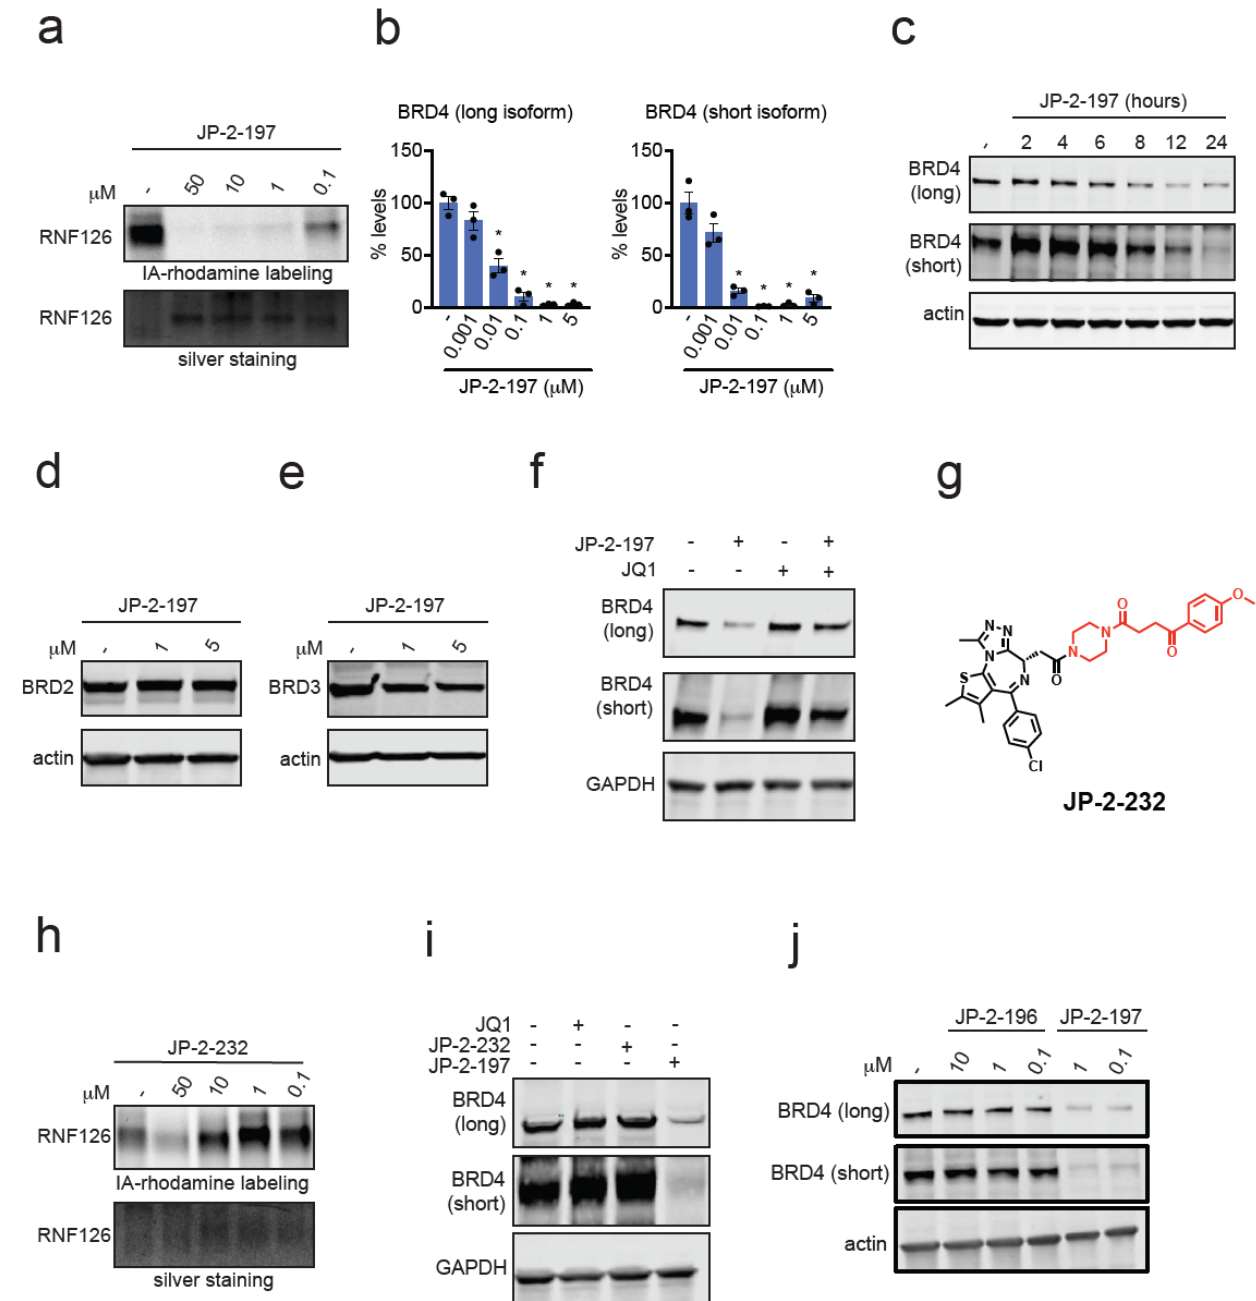 a
JP-2-197
μM - 50 10 1 0.1
RNF126
IA-rhodamine labeling
RNF126
silver staining
b
BRD4 (long isoform)
% levels
150
100
50
0
* * * *
- 0.001 0.01 0.1 1 5
JP-2-197 (μM)
BRD4 (short isoform)
% levels
150
100
50
0
* * * *
- 0.001 0.01 0.1 1 5
JP-2-197 (μM)
c
JP-2-197 (hours)
- 2 4 6 8 12 24
BRD4
(long)
BRD4
(short)
actin
d
JP-2-197
μM - 1 5
BRD2
actin
e
JP-2-197
μM - 1 5
BRD3
actin
f
JP-2-197 - + - +
JQ1 - - + +
BRD4
(long)
BRD4
(short)
GAPDH
g
N N
N
N
S
O
N
N
O
O
O
Cl
JP-2-232
h
JP-2-232
μM - 50 10 1 0.1
RNF126
IA-rhodamine labeling
RNF126
silver staining
i
JQ1 - + - -
JP-2-232 - - + -
JP-2-197 - - - +
BRD4
(long)
BRD4
(short)
GAPDH
j
JP-2-196 JP-2-197
μM - 10 1 0.1 1 0.1
BRD4 (long)
BRD4 (short)
actin